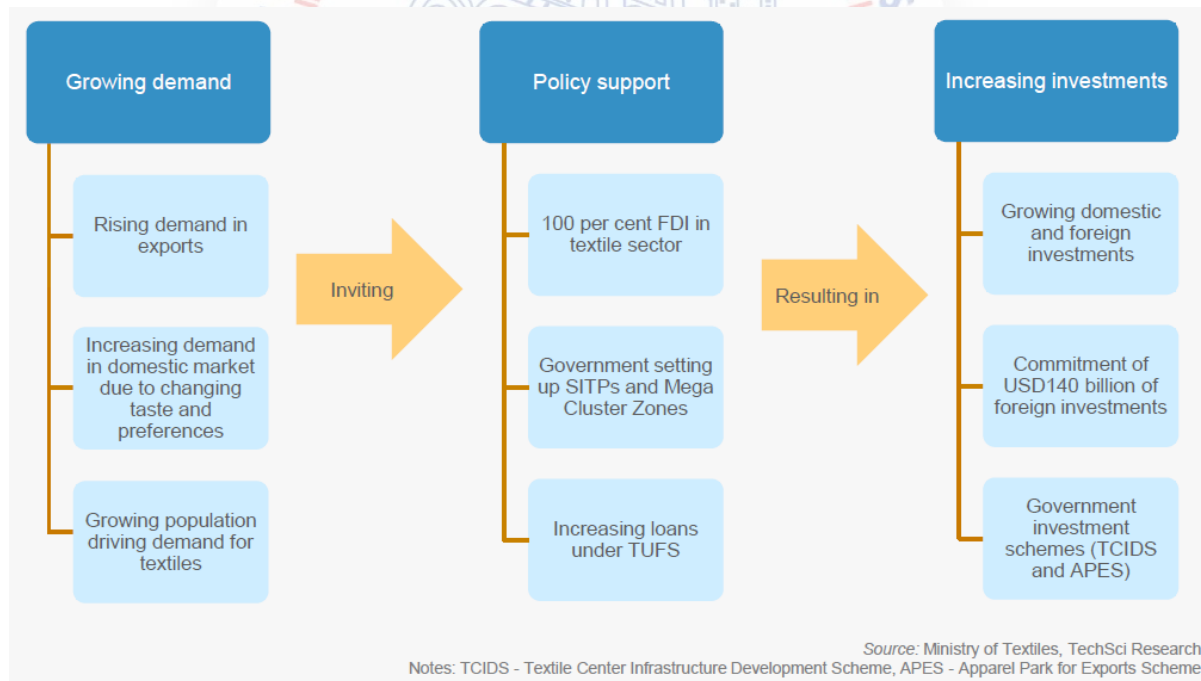 Growing demand
Rising demand in
exports
Increasing demand
in domestic market
due to changing
taste and
preferences
Growing population
driving demand for
textiles
Inviting
Policy support
100 per cent FDI in
textile sector
Government setting
up SITPs and Mega
Cluster Zones
Increasing loans
under TUFS
Resulting in
Increasing investments
Growing domestic
and foreign
investments
Commitment of
USD140 billion of
foreign investments
Government
investment
schemes (TCIDS
and APES)
Source: Ministry of Textiles, TechSci Research
Notes: TCIDS - Textile Center Infrastructure Development Scheme, APES - Apparel Park for Exports Scheme